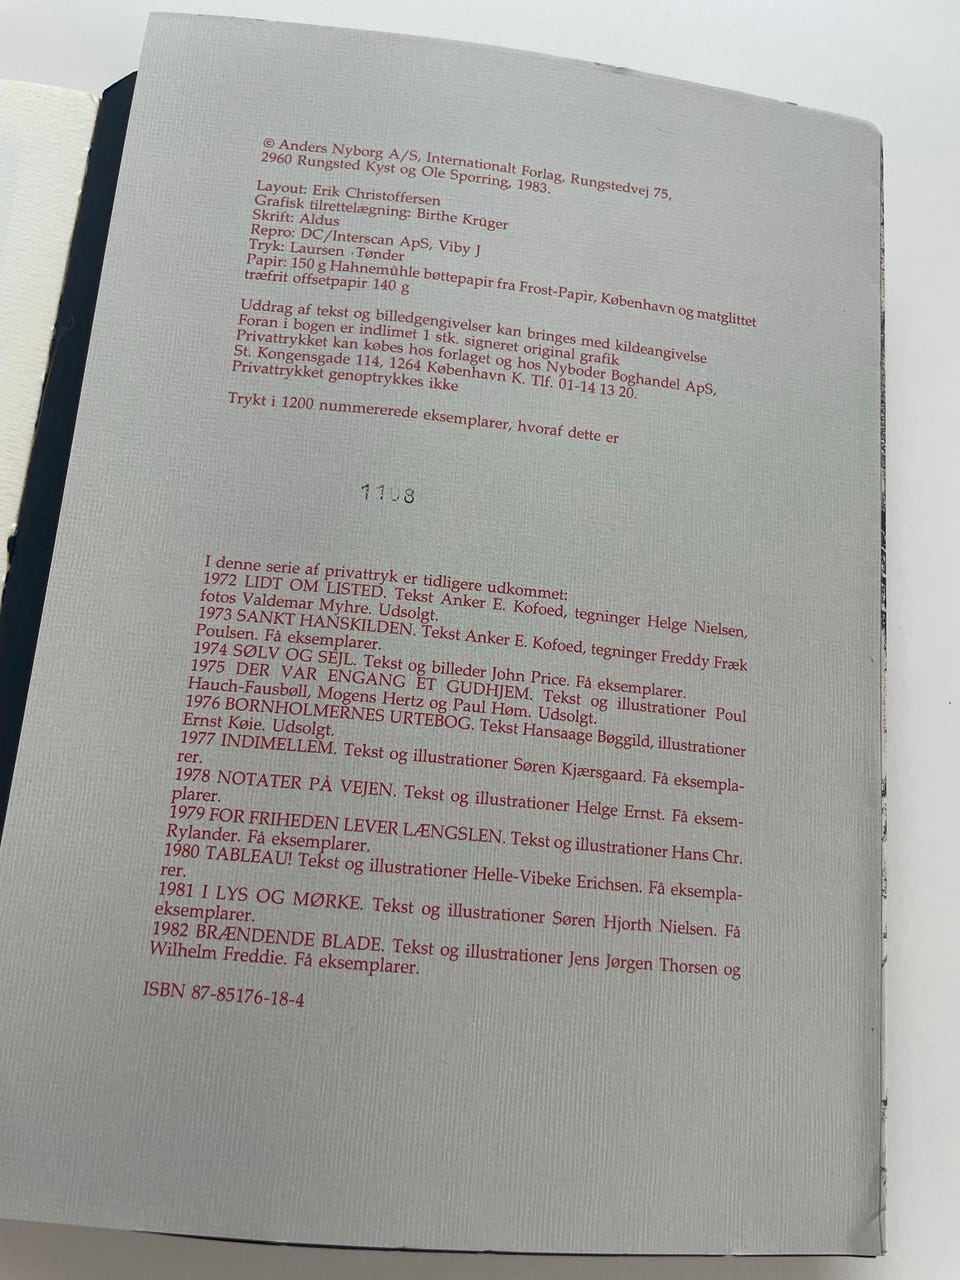 © Anders Nyborg A/S, Internationalt Forlag, Rungstedvej 75,
2960 Rungsted Kyst og Ole Sporring, 1983.
Layout: Erik Christoffersen
Grafisk tilrettelægning: Birthe Krüger
Skrift: Aldus
Repro: DC/Interscan ApS, Viby J
Tryk: Laursen · Tønder
Papir: 150 g Hahnemühle bøttepapir fra Frost-Papir, København og matglittet
træfrit offsetpapir 140 g
Uddrag af tekst og billedgengivelser kan bringes med kildeangivelse
Foran i bogen er indlimet 1 stk. signeret original grafik
Privattrykket kan købes hos forlaget og hos Nyboder Boghandel ApS,
St. Kongensgade 114, 1264 København K. Tlf. 01-14 13 20.
Privattrykket genoptrykkes ikke
Trykt i 1200 nummererede eksemplarer, hvoraf dette er
1108
I denne serie af privattryk er tidligere udkommet:
1972 LIDT OM LISTED. Tekst Anker E. Kofoed, tegninger Helge Nielsen,
fotos Valdemar Myhre. Udsolgt.
1973 SANKT HANSKILDEN. Tekst Anker E. Kofoed, tegninger Freddy Fræk
Poulsen. Få eksemplarer.
1974 SØLV OG SEJL. Tekst og billeder John Price. Få eksemplarer.
1975 DER VAR ENGANG ET GUDHJEM. Tekst og illustrationer Poul
Hauch-Fausbøll, Mogens Hertz og Paul Høm. Udsolgt.
1976 BORNHOLMERNES URTEBOG. Tekst Hansaage Bøggild, illustrationer
Ernst Køie. Udsolgt.
1977 INDIMELLEM. Tekst og illustrationer Søren Kjærsgaard. Få eksempla-
rer.
1978 NOTATER PÅ VEJEN. Tekst og illustrationer Helge Ernst. Få eksem-
plarer.
1979 FOR FRIHEDEN LEVER LÆNGSLEN. Tekst og illustrationer Hans Chr.
Rylander. Få eksemplarer.
1980 TABLEAU! Tekst og illustrationer Helle-Vibeke Erichsen. Få eksempla-
rer.
1981 I LYS OG MØRKE. Tekst og illustrationer Søren Hjorth Nielsen. Få
eksemplarer.
1982 BRÆNDENDE BLADE. Tekst og illustrationer Jens Jørgen Thorsen og
Wilhelm Freddie. Få eksemplarer.
ISBN 87-85176-18-4